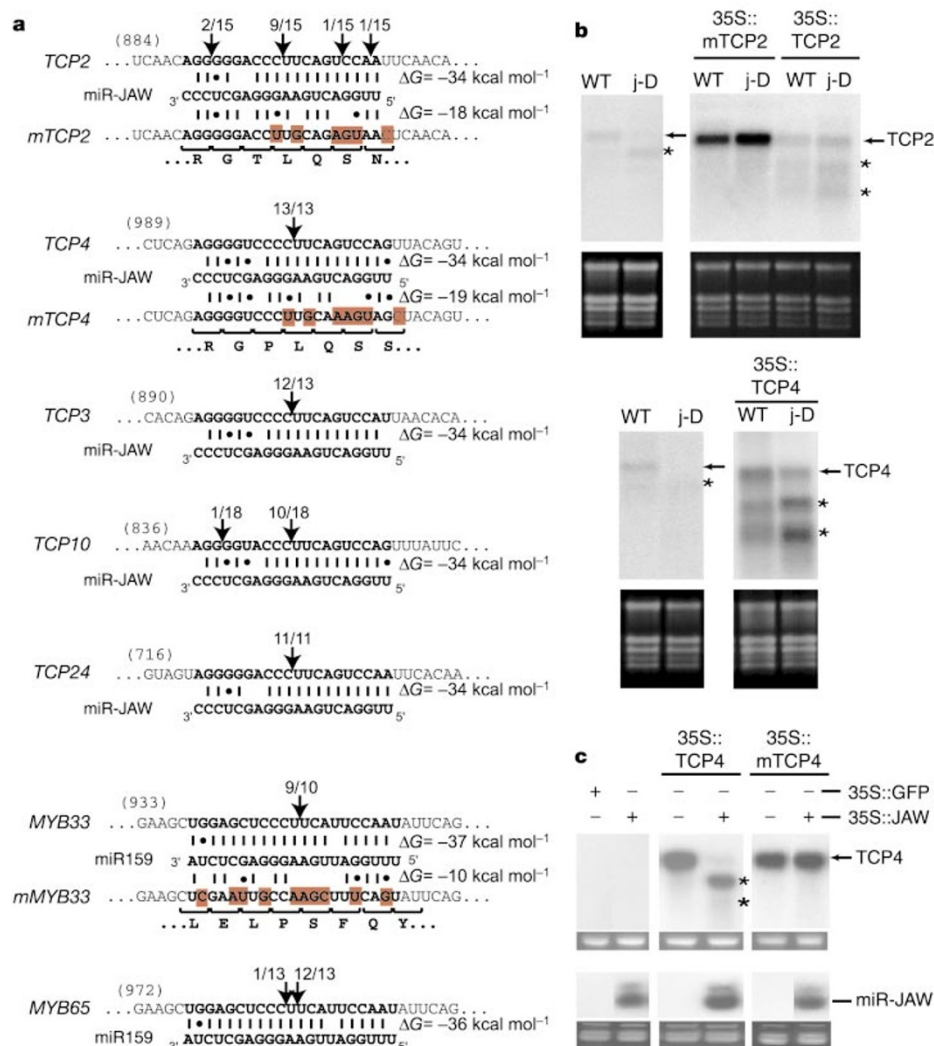 a
2/15 9/15 1/15 1/15
(884)
TCP2 ...UCAACAGGGGGACCCUUCAGUCCAAUUCAACA...
ΔG= –34 kcal mol–1
miR-JAW 3' CCCUCGAGGGAAGUCAGGUU 5'
ΔG= –18 kcal mol–1
mTCP2 ...UCAACAGGGGGACCUUGCAGAGUAACUCAACA...
...R G T L Q S N...
13/13
(989)
TCP4 ...CUCAGAGGGGUCCCCUUCAGUCCAGUUACAGU...
ΔG= –34 kcal mol–1
miR-JAW 3' CCCUCGAGGGAAGUCAGGUU 5'
ΔG= –19 kcal mol–1
mTCP4 ...CUCAGAGGGGUCCCUUGCAAAGUAGCUACAGU...
...R G P L Q S S...
12/13
(890)
TCP3 ...CACAGAGGGGUCCCCUUCAGUCCAUUAACACA...
ΔG= –34 kcal mol–1
miR-JAW 3' CCCUCGAGGGAAGUCAGGUU 5'
1/18 10/18
(836)
TCP10 ...AACAAAGGGGUACCCUUCAGUCCAGUUUAUUC...
ΔG= –34 kcal mol–1
miR-JAW 3' CCCUCGAGGGAAGUCAGGUU 5'
11/11
(716)
TCP24 ...GUAGUAGGGGGACCCUUCAGUCCAAUUCACAA...
ΔG= –34 kcal mol–1
miR-JAW 3' CCCUCGAGGGAAGUCAGGUU 5'
9/10
(933)
MYB33 ...GAAGCUGGAGCUCCCUUCAUUCCAAUAUUCAG...
ΔG= –37 kcal mol–1
miR159 3' AUCUCGAGGGAAGUUAGGUUU 5'
ΔG= –10 kcal mol–1
mMYB33 ...GAAGCUCGAAUUGCCAAGCUUUCAGUAUUCAG...
...L E L P S F Q Y...
1/13 12/13
(972)
MYB65 ...GAAGCUGGAGCUCCCUUCAUUCCAAUAUUCAG...
ΔG= –36 kcal mol–1
miR159 3' AUCUCGAGGGAAGUUAGGUUU 5'
b
35S:: 35S::
mTCP2 TCP2
WT j-D WT j-D WT j-D
TCP2
*
*
*
35S::
TCP4
WT j-D WT j-D
TCP4
*
*
*
c
35S:: 35S::
TCP4 mTCP4
+ – – – – – 35S::GFP
– + – + – + 35S::JAW
TCP4
*
*
miR-JAW